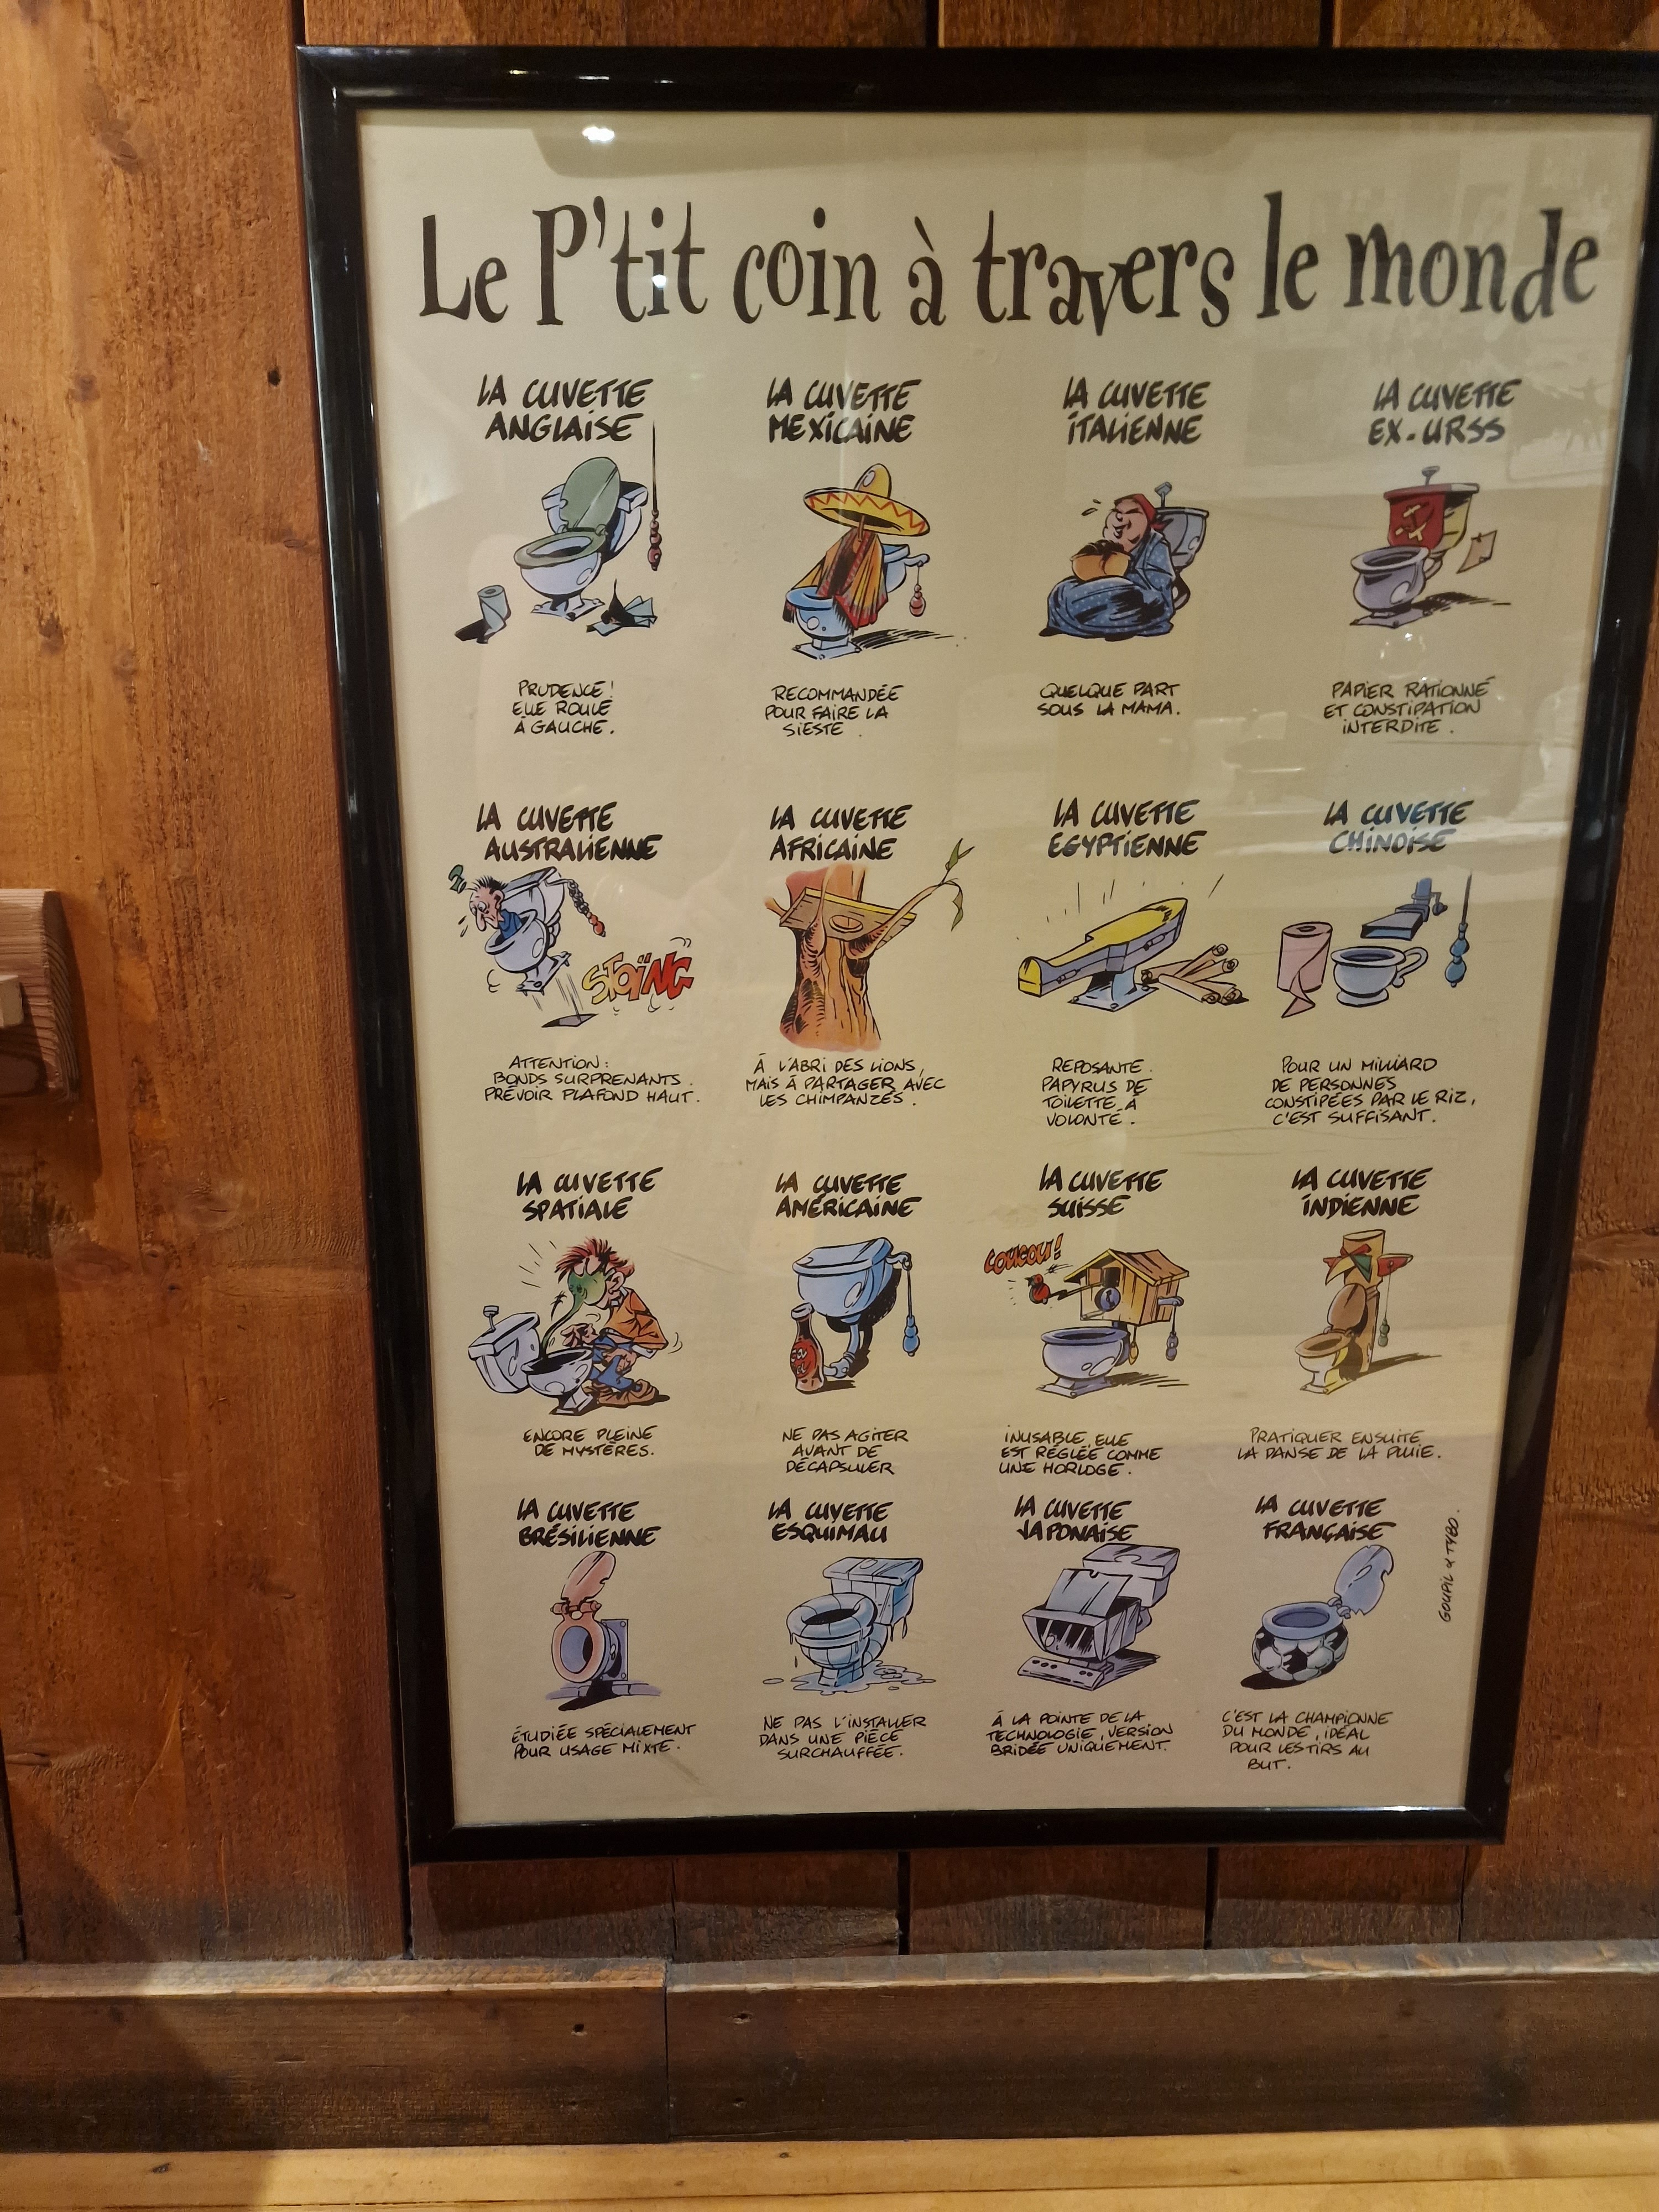 Le P'tit coin à travers le monde
LA CUVETTE
ANGLAISE
PRUDENCE!
ELLE ROULE
À GAUCHE.
LA CUVETTE
MEXICAINE
RECOMMANDÉE
POUR FAIRE LA
SIESTE.
LA CUVETTE
ITALIENNE
QUELQUE PART
SOUS LA MAMA.
LA CUVETTE
EX-URSS
PAPIER RATIONNÉ
ET CONSTIPATION
INTERDITE.
LA CUVETTE
AUSTRALIENNE
STOÏNG
ATTENTION:
BONDS SURPRENANTS.
PRÉVOIR PLAFOND HAUT.
LA CUVETTE
AFRICAINE
À L'ABRI DES LIONS,
MAIS À PARTAGER AVEC
LES CHIMPANZÉS.
LA CUVETTE
EGYPTIENNE
REPOSANTE.
PAPYRUS DE
TOILETTE À
VOLONTÉ.
LA CUVETTE
CHINOISE
POUR UN MILLIARD
DE PERSONNES
CONSTIPÉES PAR LE RIZ,
C'EST SUFFISANT.
LA CUVETTE
SPATIALE
ENCORE PLEINE
DE MYSTÈRES.
LA CUVETTE
AMÉRICAINE
NE PAS AGITER
AVANT DE
DÉCAPSULER
LA CUVETTE
SUISSE
COUCOU!
INUSABLE, ELLE
EST RÉGLÉE COMME
UNE HORLOGE.
LA CUVETTE
INDIENNE
PRATIQUER ENSUITE
LA DANSE DE LA PLUIE.
LA CUVETTE
BRÉSILIENNE
ÉTUDIÉE SPÉCIALEMENT
POUR USAGE MIXTE.
LA CUVETTE
ESQUIMAU
NE PAS L'INSTALLER
DANS UNE PIÈCE
SURCHAUFFÉE.
LA CUVETTE
JAPONAISE
À LA POINTE DE LA
TECHNOLOGIE, VERSION
BRIDÉE UNIQUEMENT.
LA CUVETTE
FRANÇAISE
C'EST LA CHAMPIONNE
DU MONDE, IDÉAL
POUR LES TIRS AU
BUT.
GOUPIL & TYBO.